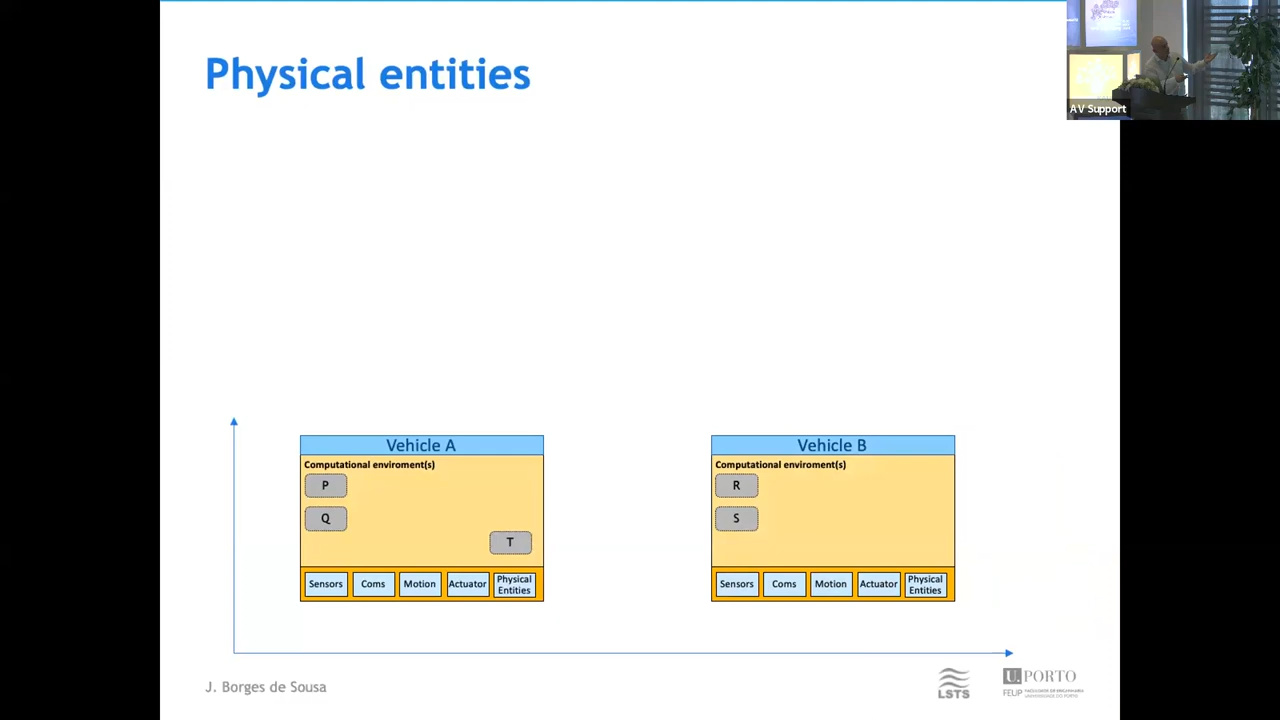 Physical entities
AV Support
Vehicle A
Computational enviroment(s)
P
Q
T
Sensors
Coms
Motion
Actuator
Physical
Entities
Vehicle B
Computational enviroment(s)
R
S
Sensors
Coms
Motion
Actuator
Physical
Entities
J. Borges de Sousa
LSTS
U.PORTO
FEUP FACULDADE DE ENGENHARIA
UNIVERSIDADE DO PORTO